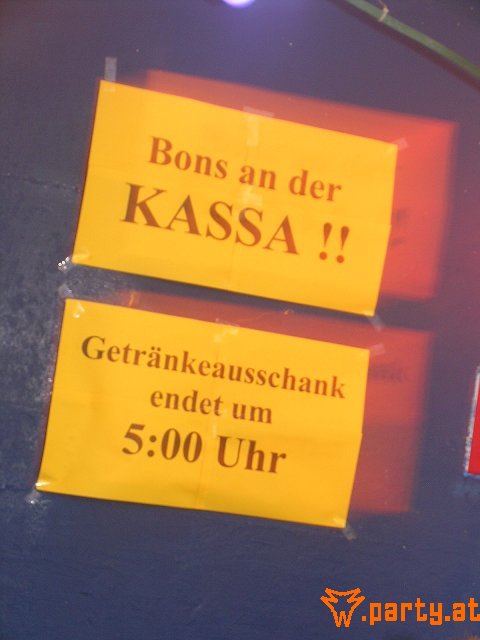 Bons an der
KASSA !!
Getränkeausschank
endet um
5:00 Uhr
.party.at